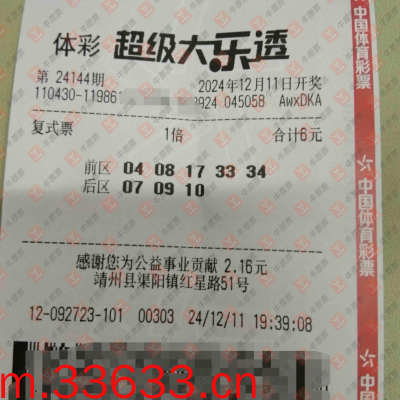 体彩 超级大乐透
第 24144期 2024年12月11日开奖
110430-11986 3924 045058 AwxDKA
复式票 1倍 合计6元
前区 04 08 17 33 34
后区 07 09 10
感谢您为公益事业贡献 2.16元
靖州县渠阳镇红星路51号
12-092723-101 00303 24/12/11 19:39:08
m.33633.cn
中国体育彩票
中国体育彩票